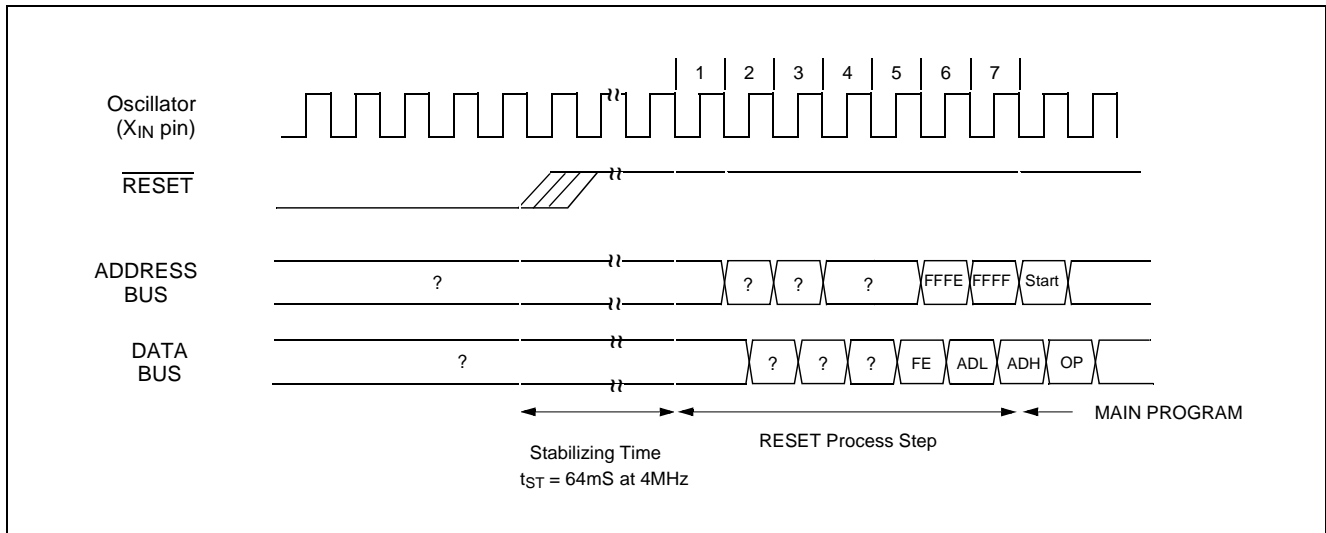 1 2 3 4 5 6 7
Oscillator
(XIN pin)
RESET
ADDRESS
BUS
? ? ? ? FFFE FFFF Start
DATA
BUS
? ? ? ? FE ADL ADH OP
MAIN PROGRAM
Stabilizing Time
tST = 64mS at 4MHz
RESET Process Step